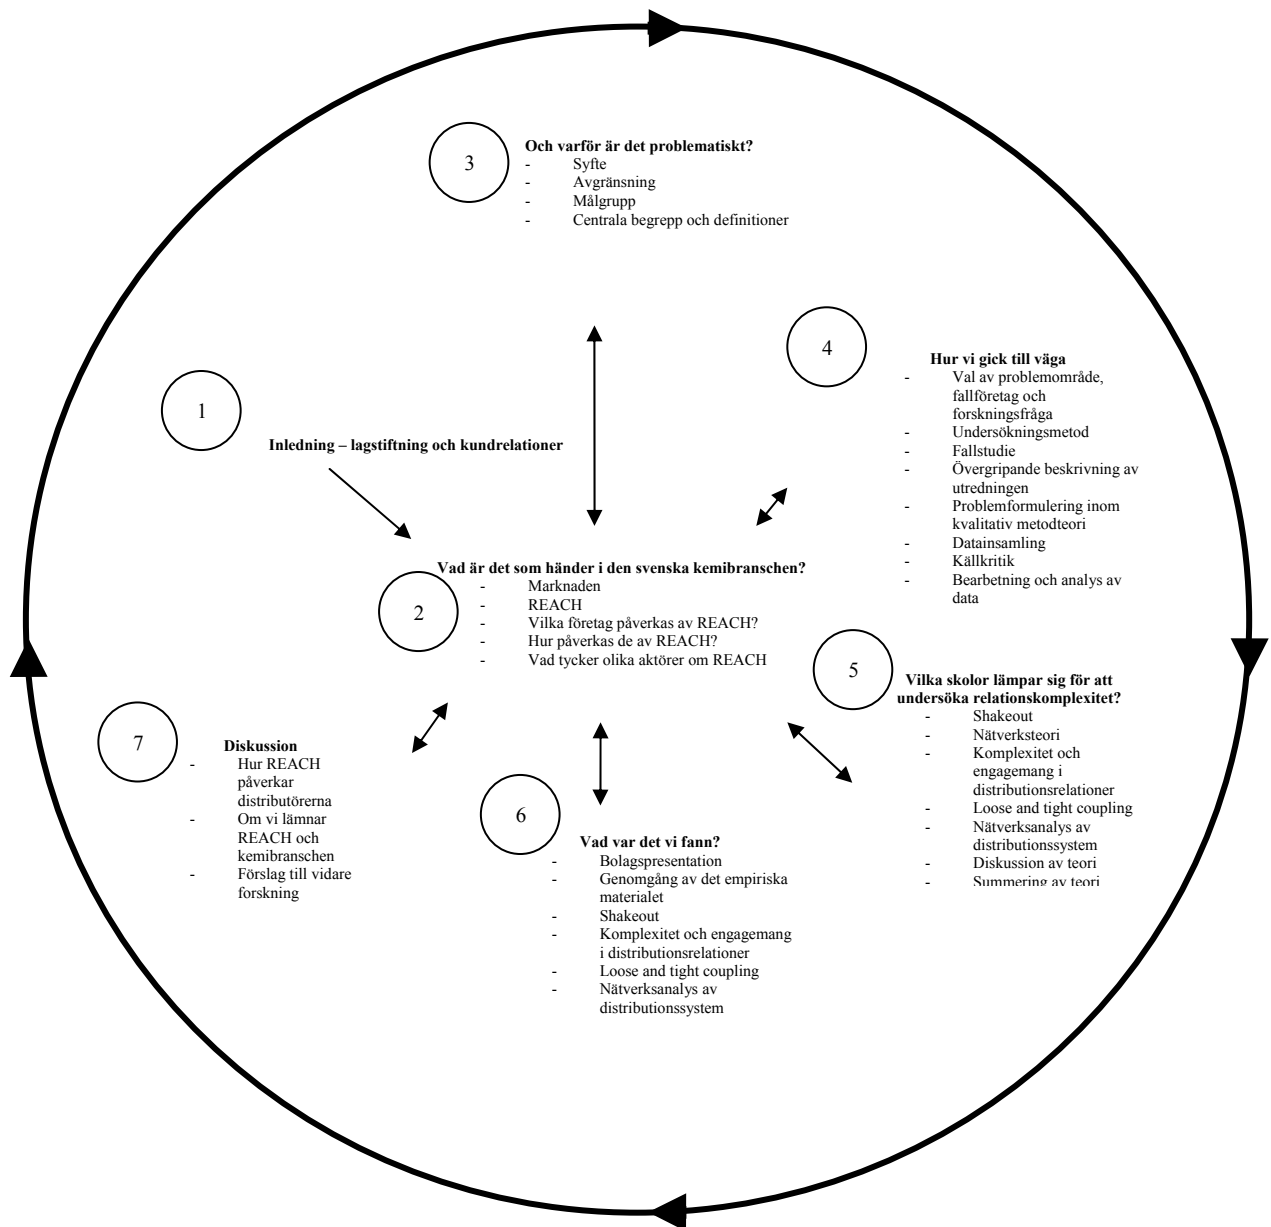 3
Och varför är det problematiskt?
- Syfte
- Avgränsning
- Målgrupp
- Centrala begrepp och definitioner
1
Inledning – lagstiftning och kundrelationer
4
Hur vi gick till väga
- Val av problemområde,
fallföretag och
forskningsfråga
- Undersökningsmetod
- Fallstudie
- Övergripande beskrivning av
utredningen
- Problemformulering inom
kvalitativ metodteori
- Datainsamling
- Källkritik
- Bearbetning och analys av
data
2
Vad är det som händer i den svenska kemibranschen?
- Marknaden
- REACH
- Vilka företag påverkas av REACH?
- Hur påverkas de av REACH?
- Vad tycker olika aktörer om REACH
5
Vilka skolor lämpar sig för att
undersöka relationskomplexitet?
- Shakeout
- Nätverksteori
- Komplexitet och
engagemang i
distributionsrelationer
- Loose and tight coupling
- Nätverksanalys av
distributionssystem
- Diskussion av teori
- Summering av teori
7
Diskussion
- Hur REACH
påverkar
distributörerna
- Om vi lämnar
REACH och
kemibranschen
- Förslag till vidare
forskning
6
Vad var det vi fann?
- Bolagspresentation
- Genomgång av det empiriska
materialet
- Shakeout
- Komplexitet och engagemang
i distributionsrelationer
- Loose and tight coupling
- Nätverksanalys av
distributionssystem